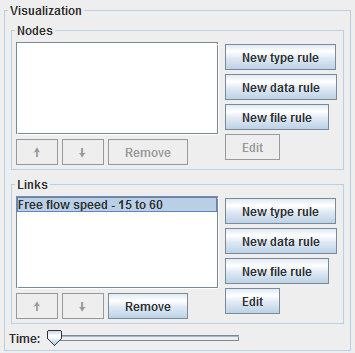 Visualization
Nodes
New type rule
New data rule
New file rule
Remove
Edit
Links
Free flow speed - 15 to 60
New type rule
New data rule
New file rule
Remove
Edit
Time: